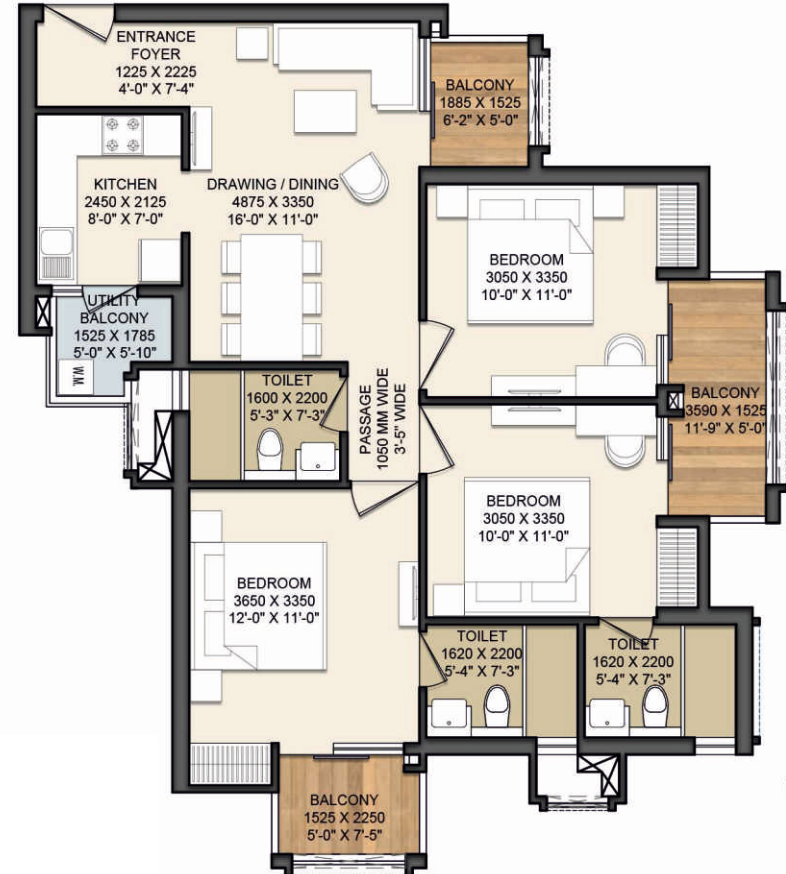 ENTRANCE
FOYER
1225 X 2225
4'-0" X 7'-4"
BALCONY
1885 X 1525
6'-2" X 5'-0"
KITCHEN
2450 X 2125
8'-0" X 7'-0"
DRAWING / DINING
4875 X 3350
16'-0" X 11'-0"
BEDROOM
3050 X 3350
10'-0" X 11'-0"
UTILITY
BALCONY
1525 X 1785
5'-0" X 5'-10"
W.M.
TOILET
1600 X 2200
5'-3" X 7'-3"
PASSAGE
1050 MM WIDE
3'-5" WIDE
BALCONY
3590 X 1525
11'-9" X 5'-0"
BEDROOM
3050 X 3350
10'-0" X 11'-0"
BEDROOM
3650 X 3350
12'-0" X 11'-0"
TOILET
1620 X 2200
5'-4" X 7'-3"
TOILET
1620 X 2200
5'-4" X 7'-3"
BALCONY
1525 X 2250
5'-0" X 7'-5"